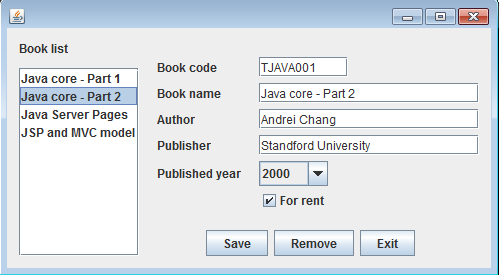 Book list
Java core - Part 1
Java core - Part 2
Java Server Pages
JSP and MVC model
Book code TJAVA001
Book name Java core - Part 2
Author Andrei Chang
Publisher Standford University
Published year 2000
For rent
Save Remove Exit